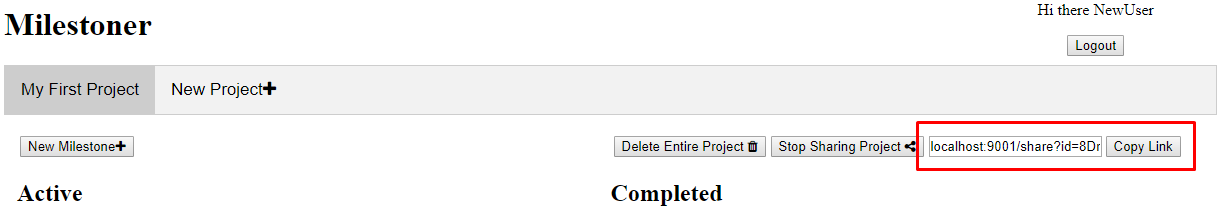 Milestoner
Hi there NewUser
Logout
My First Project New Project
New Milestone Delete Entire Project Stop Sharing Project localhost:9001/share?id=8Dr Copy Link
Active Completed